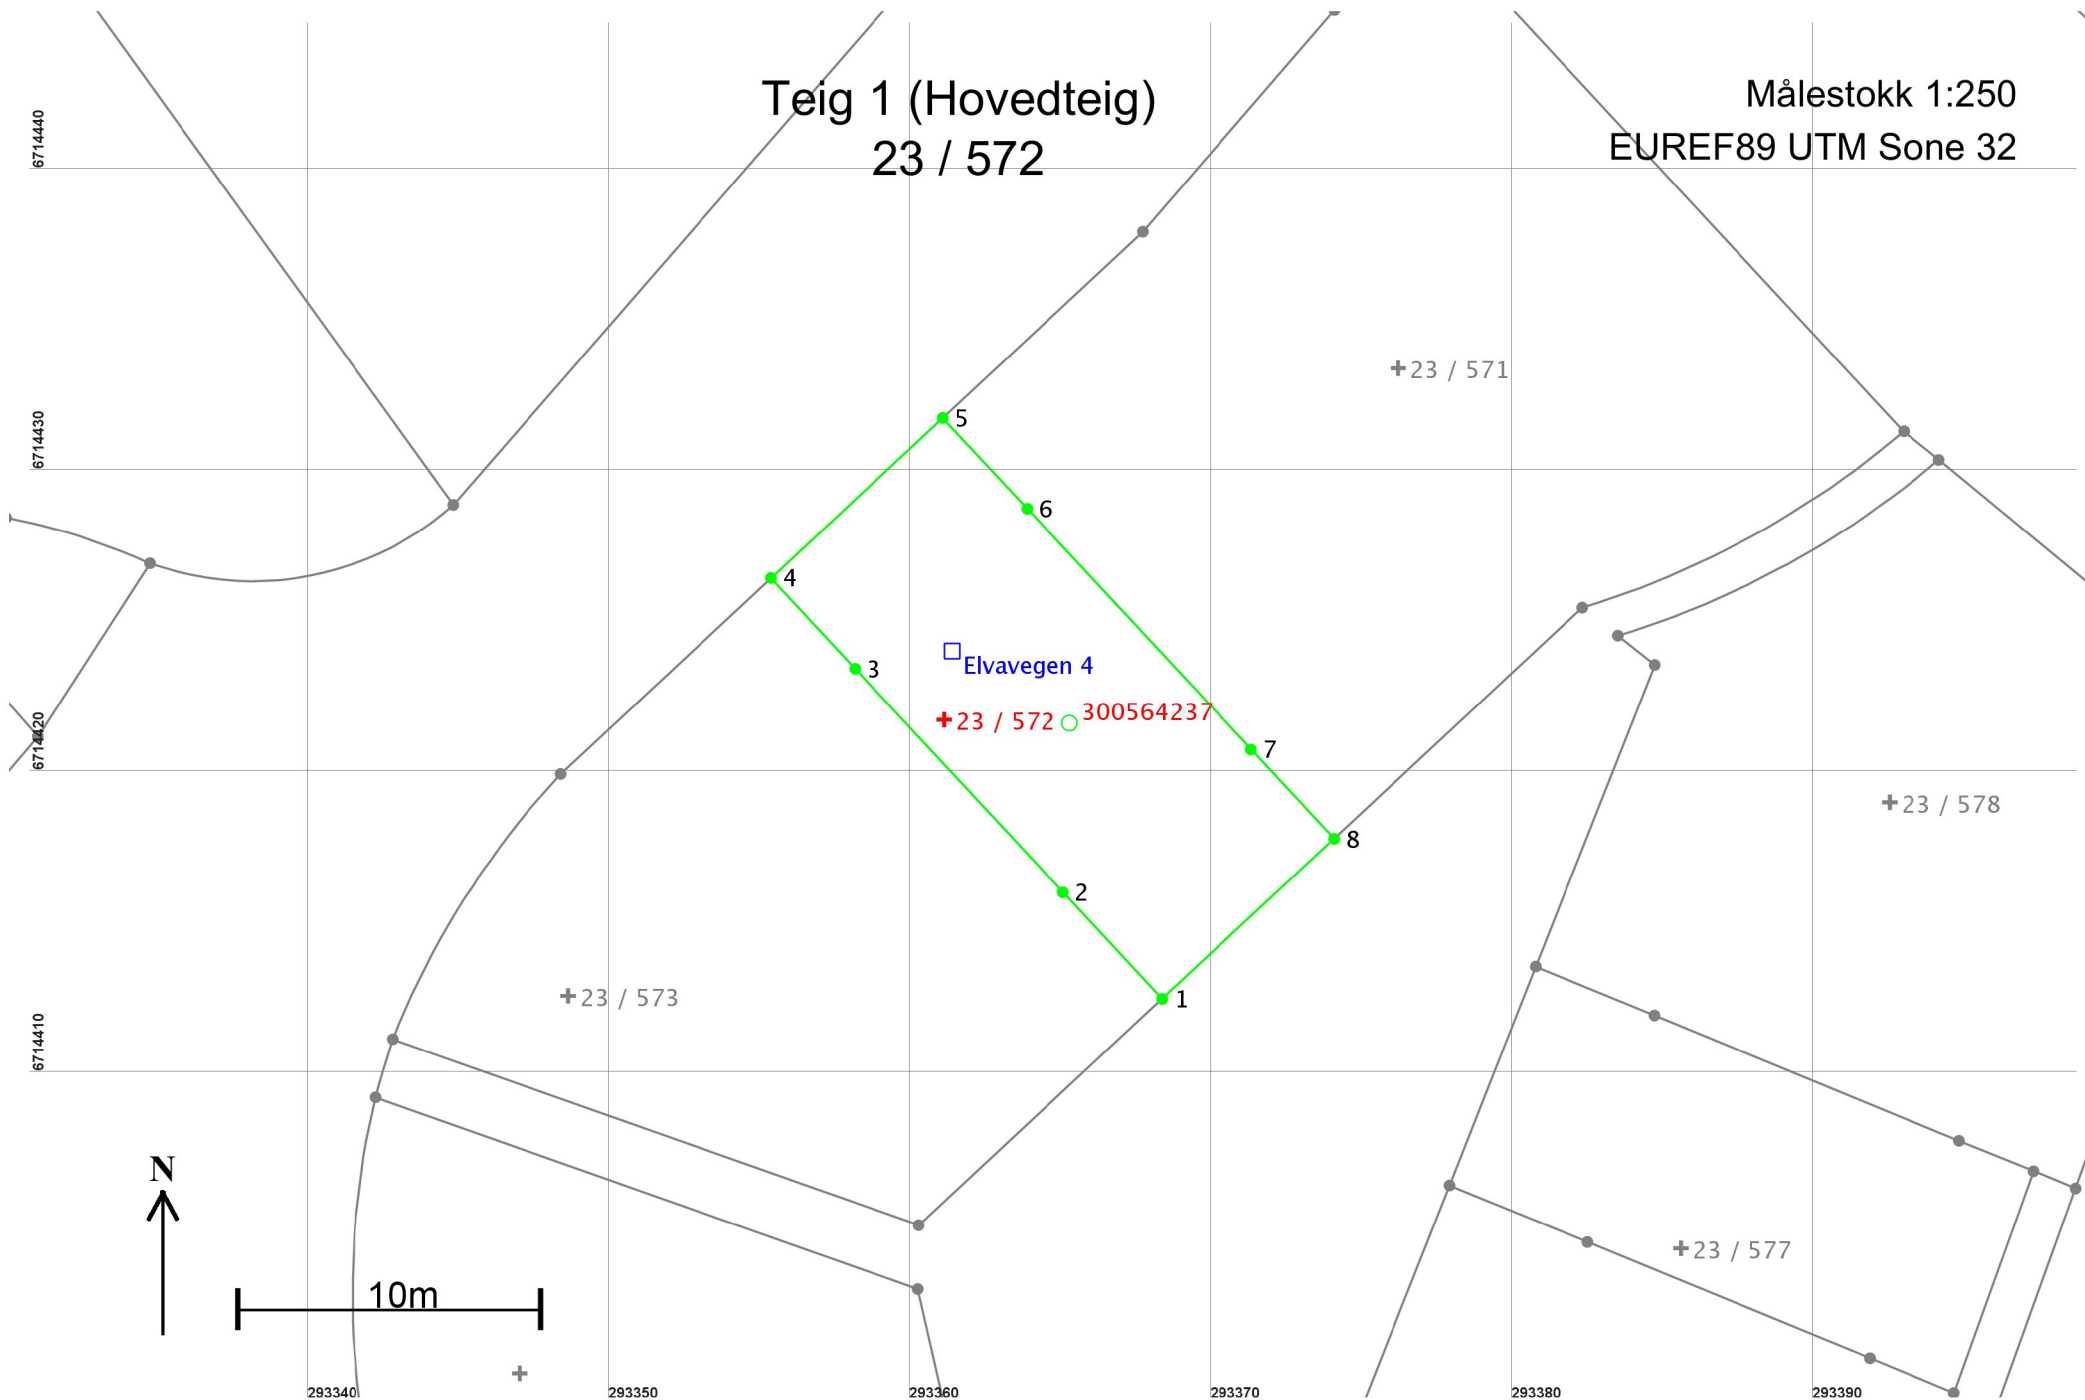 Teig 1 (Hovedteig)
23 / 572
Målestokk 1:250
EUREF89 UTM Sone 32
6714440
23 / 571
6714430
5
6
4
3
Elvavegen 4
300564237
23 / 572
6714420
7
23 / 578
8
2
23 / 573
1
6714410
N
23 / 577
10m
293340
293350
293360
293370
293380
293390